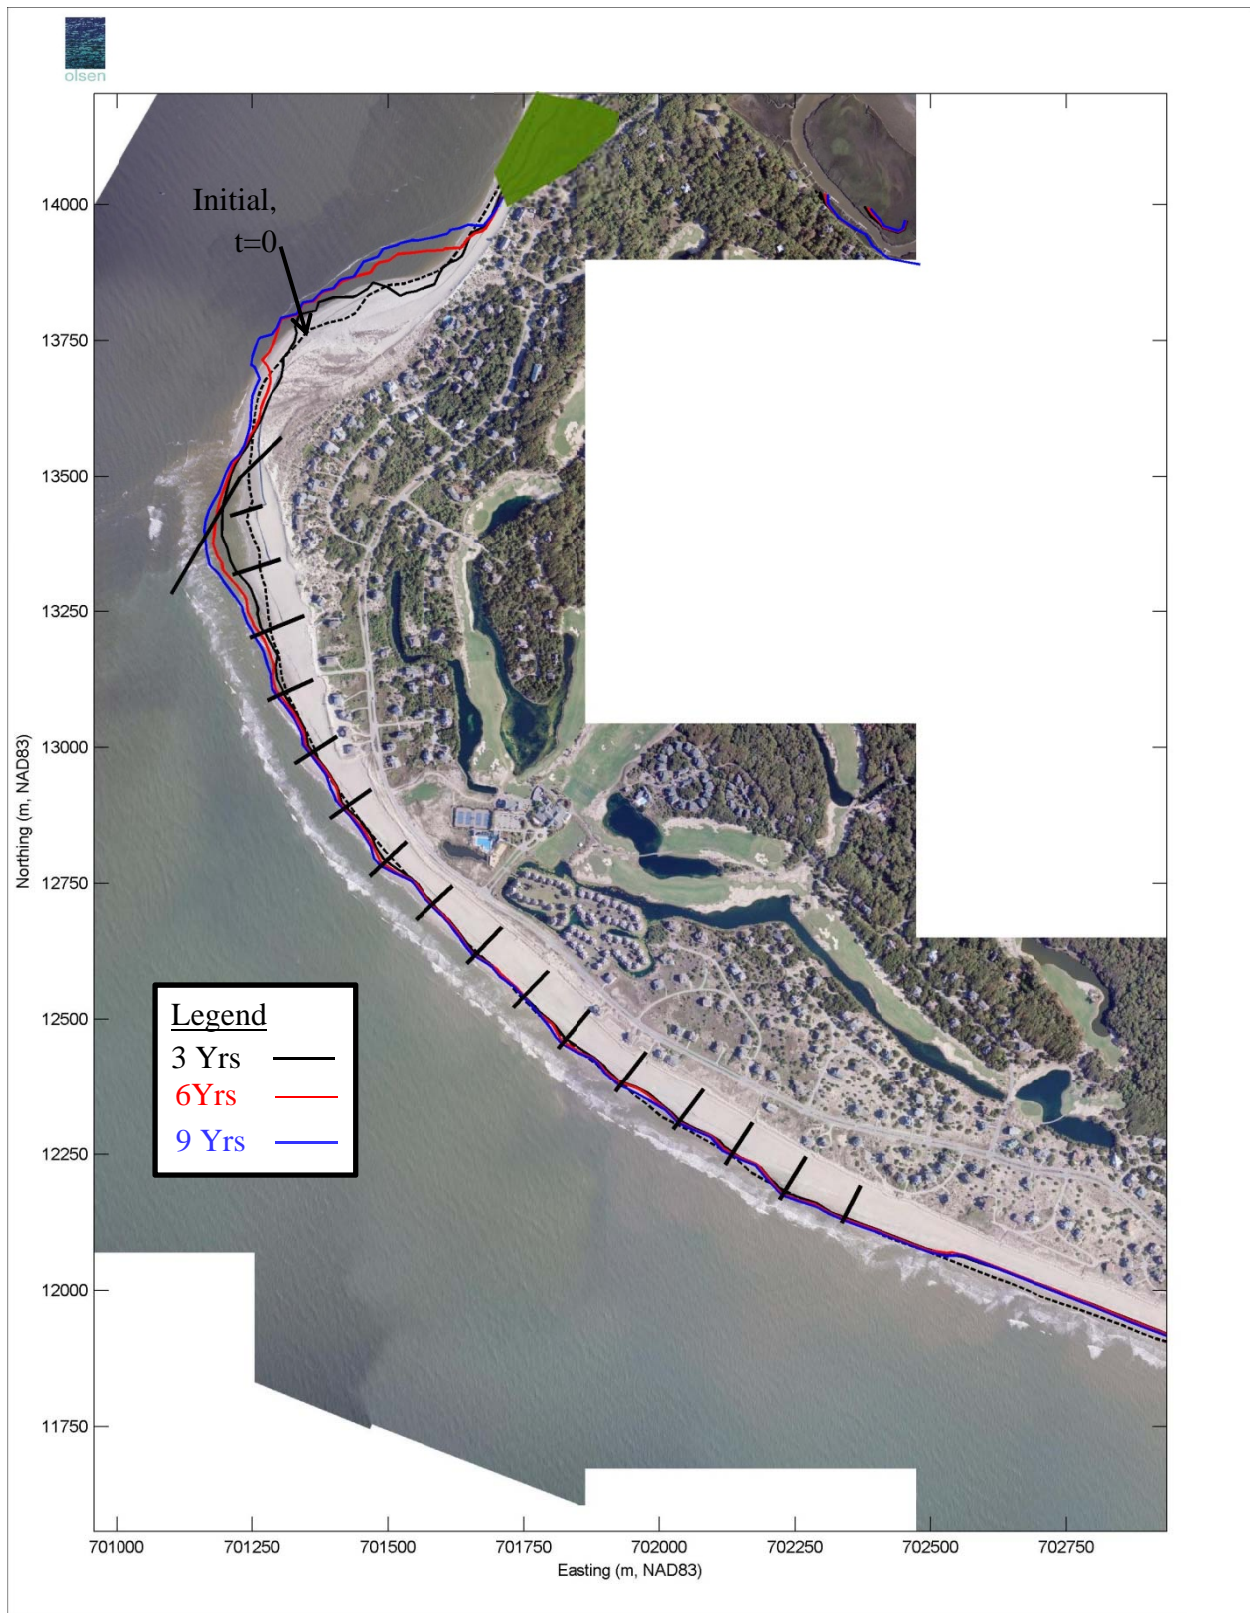 olsen
Initial,
t=0
14000
13750
13500
13250
13000
12750
12500
12250
12000
11750
Northing (m, NAD83)
Legend
3 Yrs
6Yrs
9 Yrs
701000 701250 701500 701750 702000 702250 702500 702750
Easting (m, NAD83)